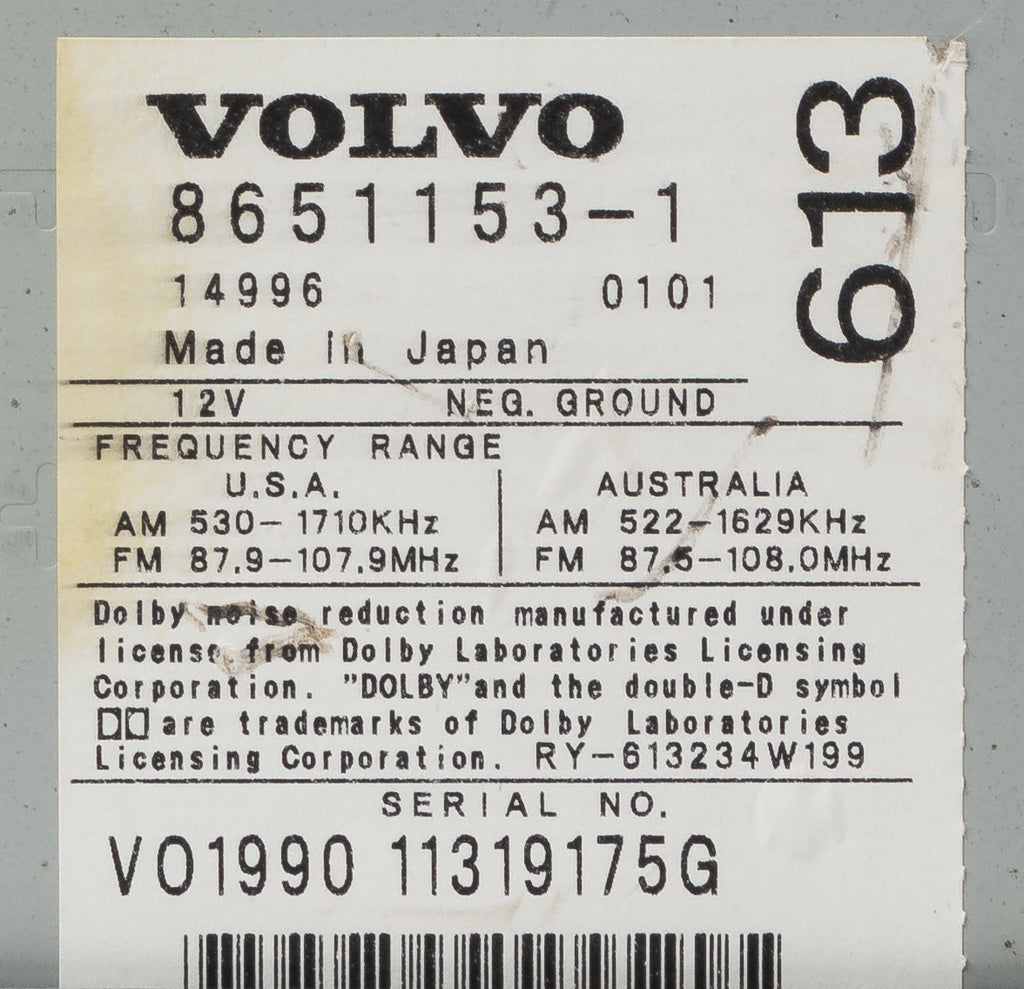 VOLVO
613
8651153-1
14996 0101
Made in Japan
12V NEG. GROUND
FREQUENCY RANGE
U.S.A. AUSTRALIA
AM 530-1710KHz AM 522-1629KHz
FM 87.9-107.9MHz FM 87.5-108.0MHz
Dolby noise reduction manufactured under
license from Dolby Laboratories Licensing
Corporation. "DOLBY"and the double-D symbol
are trademarks of Dolby Laboratories
Licensing Corporation. RY-613234W199
SERIAL NO.
VO1990 11319175G